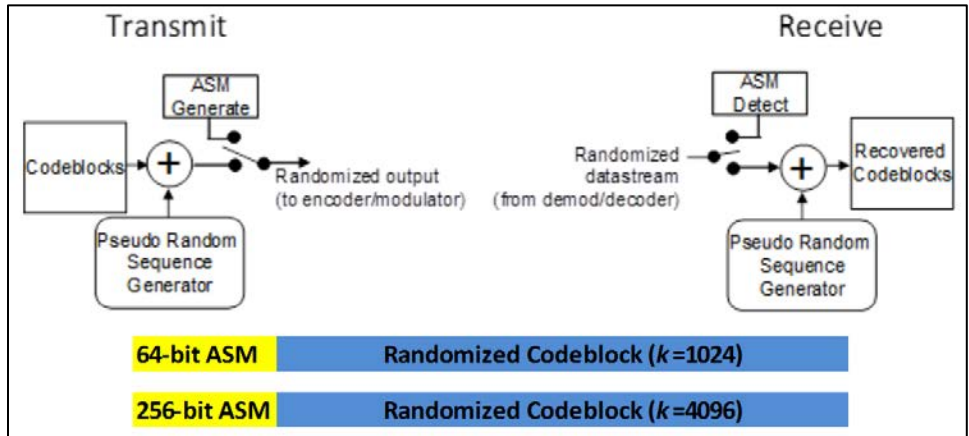 Transmit
Receive
ASM
Generate
Codeblocks
+
Randomized output
(to encoder/modulator)
Pseudo Random
Sequence
Generator
ASM
Detect
Randomized
datastream
(from demod/decoder)
+
Recovered
Codeblocks
Pseudo Random
Sequence
Generator
64-bit ASM
Randomized Codeblock (k=1024)
256-bit ASM
Randomized Codeblock (k=4096)